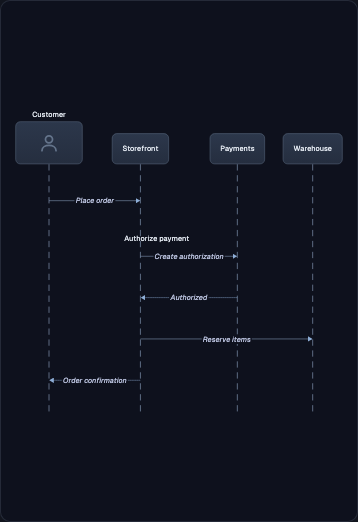 Customer
Storefront
Payments
Warehouse
Place order
Authorize payment
Create authorization
Authorized
Reserve items
Order confirmation